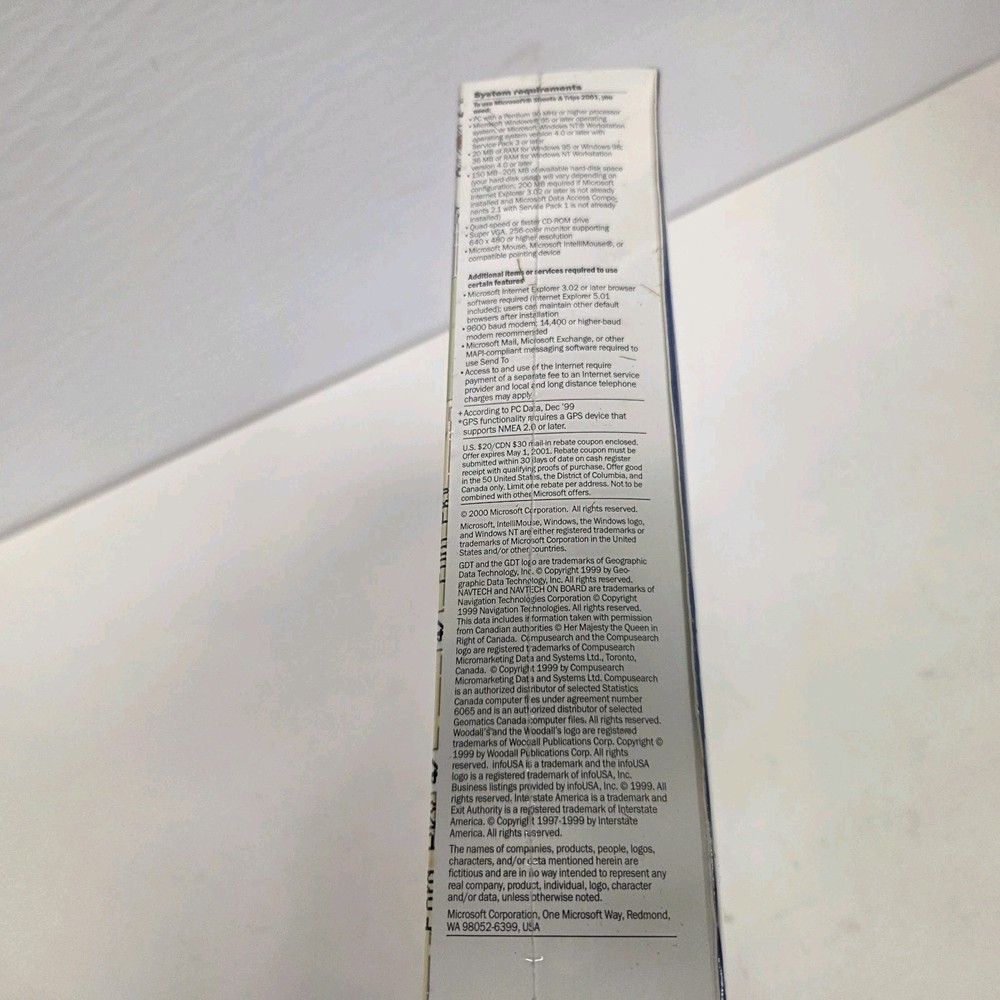 System requirements
To use Microsoft® Streets & Trips 2001, you
need:
• PC with a Pentium 90 MHz or higher processor
• Microsoft Windows® 95 or later operating
system, or Microsoft Windows NT® Workstation
operating system version 4.0 or later with
Service Pack 3 or later
• 20 MB of RAM for Windows 95 or Windows 98;
36 MB of RAM for Windows NT Workstation
version 4.0 or later
• 150 MB–205 MB of available hard-disk space
(your hard-disk usage will vary depending on
configuration; 200 MB required if Microsoft
Internet Explorer 3.02 or later is not already
installed and Microsoft Data Access Compo-
nents 2.1 with Service Pack 1 is not already
installed)
• Quad-speed or faster CD-ROM drive
• Super VGA, 256-color monitor supporting
640 x 480 or higher resolution
• Microsoft Mouse, Microsoft IntelliMouse®, or
compatible pointing device
Additional items or services required to use
certain features
• Microsoft Internet Explorer 3.02 or later browser
software required (Internet Explorer 5.01
included); users can maintain other default
browsers after installation
• 9600 baud modem; 14,400 or higher-baud
modem recommended
• Microsoft Mail, Microsoft Exchange, or other
MAPI-compliant messaging software required to
use Send To
• Access to and use of the Internet require
payment of a separate fee to an Internet service
provider and local and long distance telephone
charges may apply.
+ According to PC Data, Dec '99
*GPS functionality requires a GPS device that
supports NMEA 2.0 or later.
U.S. $20/CDN $30 mail-in rebate coupon enclosed.
Offer expires May 1, 2001. Rebate coupon must be
submitted within 30 days of date on cash register
receipt with qualifying proofs of purchase. Offer good
in the 50 United States, the District of Columbia, and
Canada only. Limit one rebate per address. Not to be
combined with other Microsoft offers.
© 2000 Microsoft Corporation. All rights reserved.
Microsoft, IntelliMouse, Windows, the Windows logo,
and Windows NT are either registered trademarks or
trademarks of Microsoft Corporation in the United
States and/or other countries.
GDT and the GDT logo are trademarks of Geographic
Data Technology, Inc. © Copyright 1999 by Geo-
graphic Data Technology, Inc. All rights reserved.
NAVTECH and NAVTECH ON BOARD are trademarks of
Navigation Technologies Corporation © Copyright
1999 Navigation Technologies. All rights reserved.
This data includes information taken with permission
from Canadian authorities © Her Majesty the Queen in
Right of Canada. Compusearch and the Compusearch
logo are registered trademarks of Compusearch
Micromarketing Data and Systems Ltd., Toronto,
Canada. © Copyright 1999 by Compusearch
Micromarketing Data and Systems Ltd. Compusearch
is an authorized distributor of selected Statistics
Canada computer files under agreement number
6065 and is an authorized distributor of selected
Geomatics Canada computer files. All rights reserved.
Woodall's and the Woodall's logo are registered
trademarks of Woodall Publications Corp. Copyright ©
1999 by Woodall Publications Corp. All rights
reserved. infoUSA is a trademark and the infoUSA
logo is a registered trademark of infoUSA, Inc.
Business listings provided by infoUSA, Inc. © 1999. All
rights reserved. Interstate America is a trademark and
Exit Authority is a registered trademark of Interstate
America. © Copyright 1997-1999 by Interstate
America. All rights reserved.
The names of companies, products, people, logos,
characters, and/or data mentioned herein are
fictitious and are in no way intended to represent any
real company, product, individual, logo, character
and/or data, unless otherwise noted.
Microsoft Corporation, One Microsoft Way, Redmond,
WA 98052-6399, USA